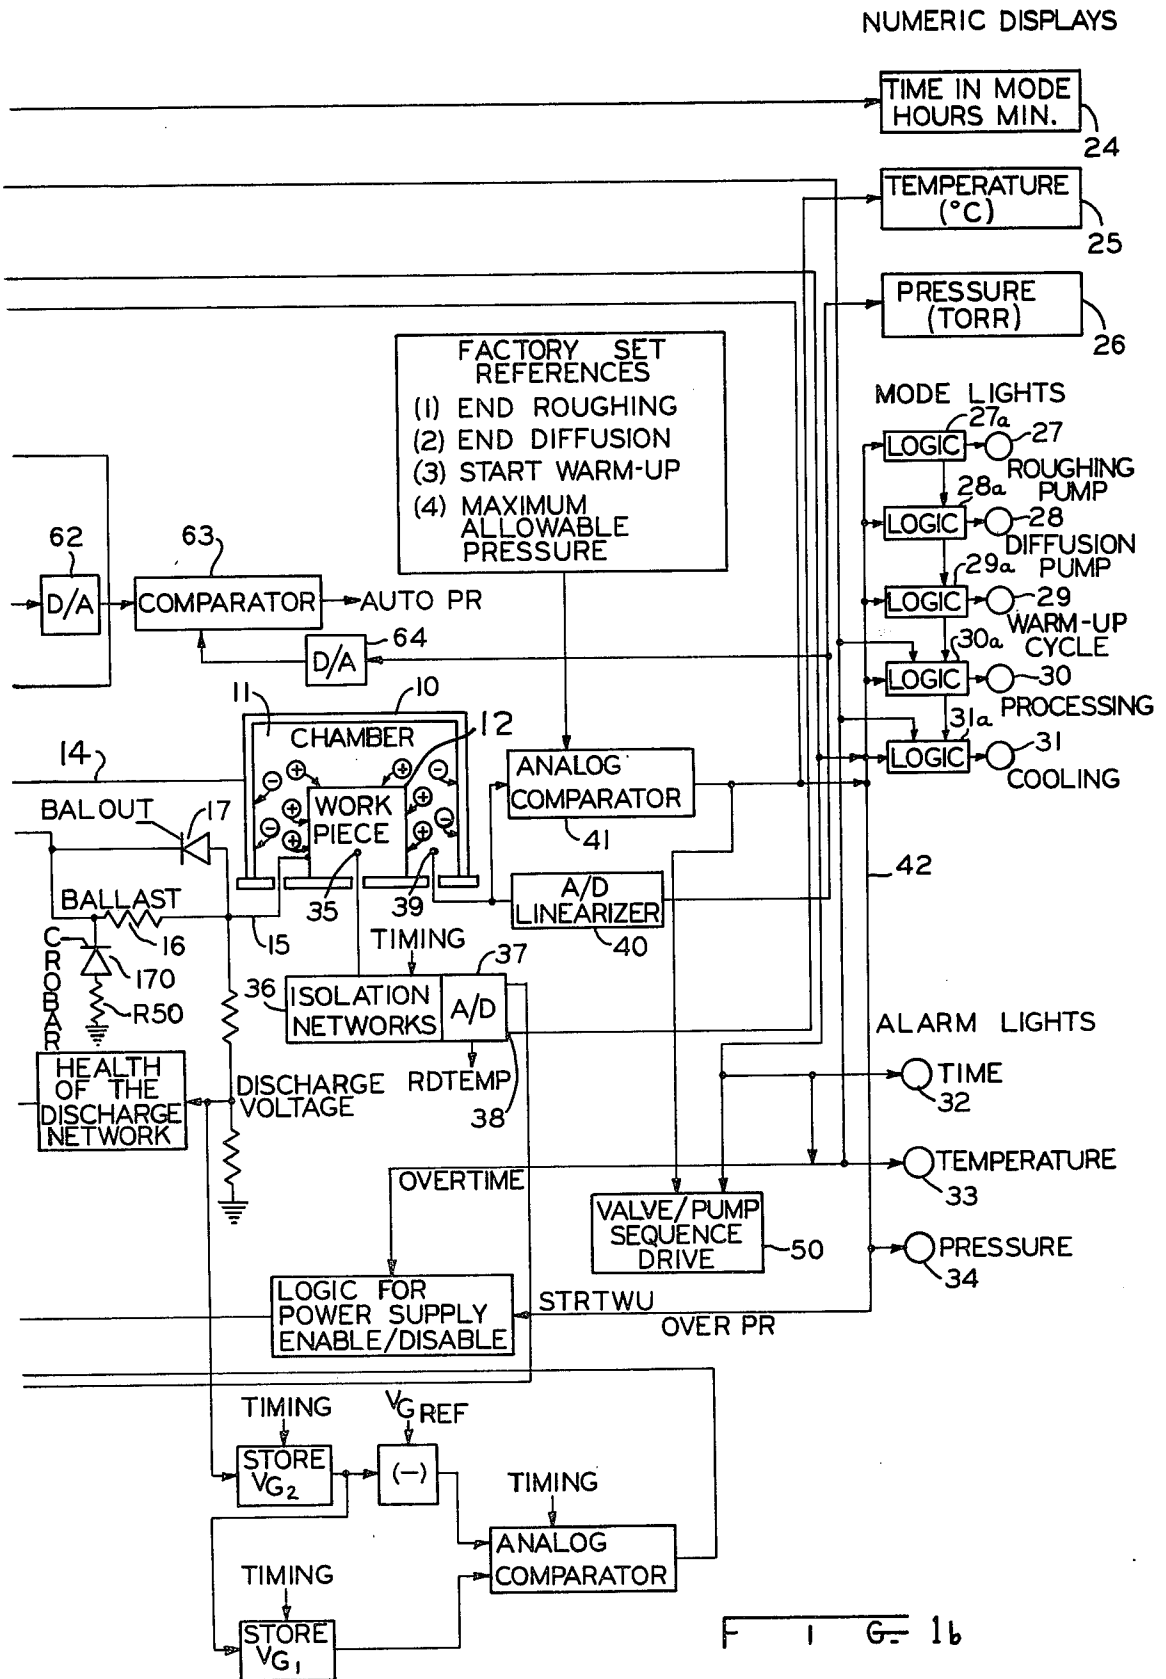 NUMERIC DISPLAYS
TIME IN MODE
HOURS MIN.
24
TEMPERATURE
(°C)
25
PRESSURE
(TORR)
26
FACTORY SET
REFERENCES
(1) END ROUGHING
(2) END DIFFUSION
(3) START WARM-UP
(4) MAXIMUM
ALLOWABLE
PRESSURE
MODE LIGHTS
27a
LOGIC
27
ROUGHING
PUMP
28a
LOGIC
28
DIFFUSION
PUMP
29a
LOGIC
29
WARM-UP
CYCLE
30a
LOGIC
30
PROCESSING
31a
LOGIC
31
COOLING
62
D/A
63
COMPARATOR
AUTO PR
64
D/A
11
10
12
CHAMBER
14
WORK
PIECE
35
39
ANALOG
COMPARATOR
41
BALOUT
17
BALLAST
16
15
A/D
LINEARIZER
40
42
CROBAR
170
R50
TIMING
36
ISOLATION
NETWORKS
37
A/D
38
RDTEMP
HEALTH
OF THE
DISCHARGE
NETWORK
DISCHARGE
VOLTAGE
ALARM LIGHTS
TIME
32
TEMPERATURE
33
PRESSURE
34
OVERTIME
VALVE/PUMP
SEQUENCE
DRIVE
50
LOGIC FOR
POWER SUPPLY
ENABLE/DISABLE
STRTWU
OVER PR
TIMING
STORE
VG2
VG REF
(-)
TIMING
ANALOG
COMPARATOR
TIMING
STORE
VG1
FIG- 1b